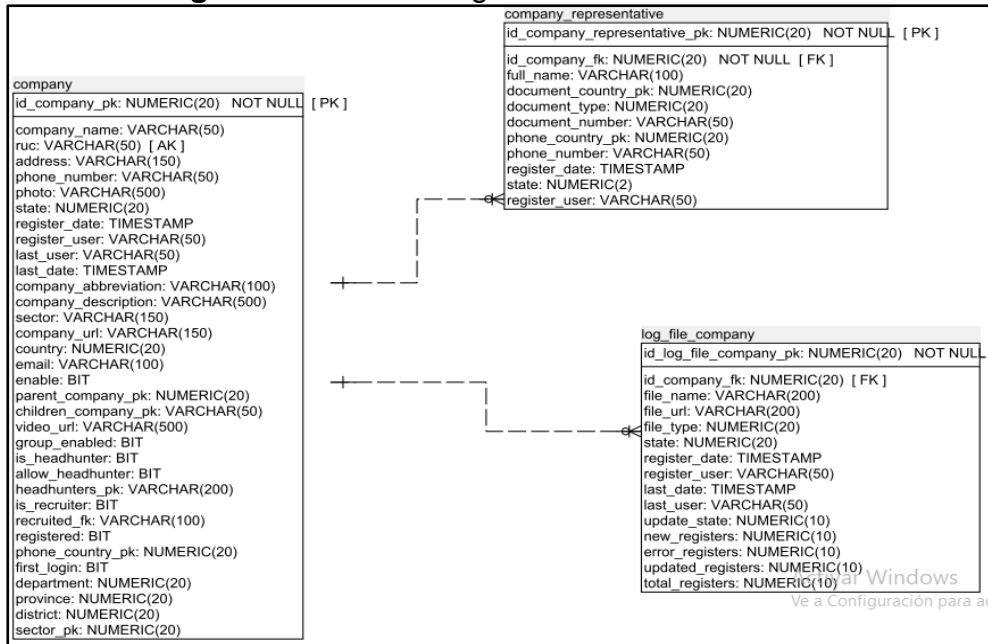 company
id_company_pk: NUMERIC(20) NOT NULL [ PK ]
company_name: VARCHAR(50)
ruc: VARCHAR(50) [ AK ]
address: VARCHAR(150)
phone_number: VARCHAR(50)
photo: VARCHAR(500)
state: NUMERIC(20)
register_date: TIMESTAMP
register_user: VARCHAR(50)
last_user: VARCHAR(50)
last_date: TIMESTAMP
company_abbreviation: VARCHAR(100)
company_description: VARCHAR(500)
sector: VARCHAR(150)
company_url: VARCHAR(150)
country: NUMERIC(20)
email: VARCHAR(100)
enable: BIT
parent_company_pk: NUMERIC(20)
children_company_pk: VARCHAR(50)
video_url: VARCHAR(500)
group_enabled: BIT
is_headhunter: BIT
allow_headhunter: BIT
headhunters_pk: VARCHAR(200)
is_recruiter: BIT
recruited_fk: VARCHAR(100)
registered: BIT
phone_country_pk: NUMERIC(20)
first_login: BIT
department: NUMERIC(20)
province: NUMERIC(20)
district: NUMERIC(20)
sector_pk: NUMERIC(20)
company_representative
id_company_representative_pk: NUMERIC(20) NOT NULL [ PK ]
id_company_fk: NUMERIC(20) NOT NULL [ FK ]
full_name: VARCHAR(100)
document_country_pk: NUMERIC(20)
document_type: NUMERIC(20)
document_number: VARCHAR(50)
phone_country_pk: NUMERIC(20)
phone_number: VARCHAR(50)
register_date: TIMESTAMP
state: NUMERIC(2)
register_user: VARCHAR(50)
log_file_company
id_log_file_company_pk: NUMERIC(20) NOT NULL
id_company_fk: NUMERIC(20) [ FK ]
file_name: VARCHAR(200)
file_url: VARCHAR(200)
file_type: NUMERIC(20)
state: NUMERIC(20)
register_date: TIMESTAMP
register_user: VARCHAR(50)
last_date: TIMESTAMP
last_user: VARCHAR(50)
update_state: NUMERIC(10)
new_registers: NUMERIC(10)
error_registers: NUMERIC(10)
updated_registers: NUMERIC(10)
total_registers: NUMERIC(10)
Activar Windows
Ve a Configuración para